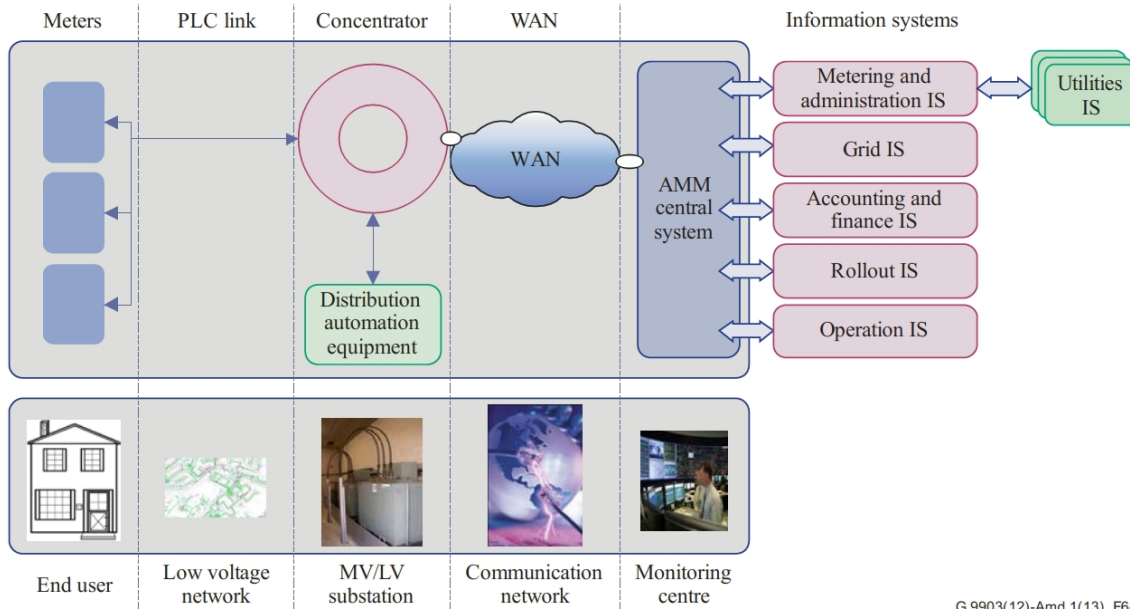 Meters
PLC link
Concentrator
WAN
Information systems
WAN
AMM
central
system
Metering and
administration IS
Utilities
IS
Grid IS
Accounting and
finance IS
Rollout IS
Operation IS
Distribution
automation
equipment
End user
Low voltage
network
MV/LV
substation
Communication
network
Monitoring
centre
G.9903(12)-Amd.1(13)_F6